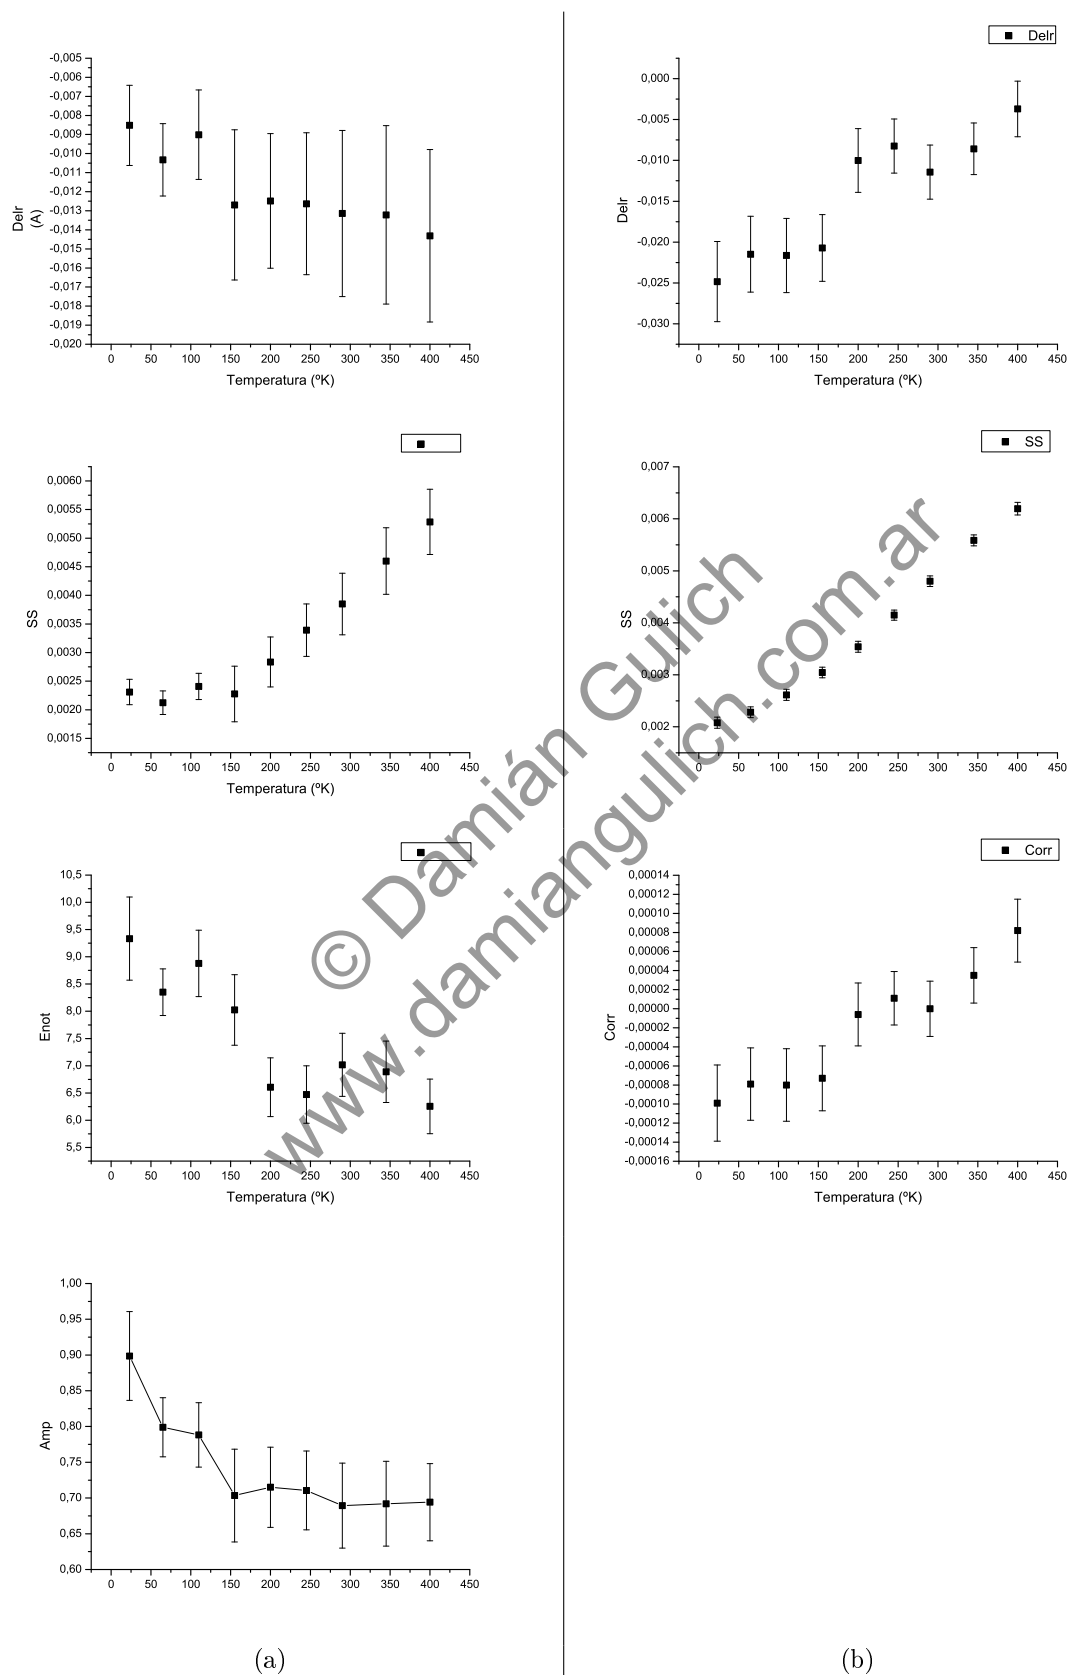 Delr
-0,005
-0,006
-0,007
-0,008
-0,009
-0,010
-0,011
-0,012
-0,013
-0,014
-0,015
-0,016
-0,017
-0,018
-0,019
-0,020
Delr
(A)
0 50 100 150 200 250 300 350 400 450
Temperatura (ºK)
0,000
-0,005
-0,010
-0,015
-0,020
-0,025
-0,030
Delr
0 50 100 150 200 250 300 350 400 450
Temperatura (ºK)
0,0060
0,0055
0,0050
0,0045
0,0040
0,0035
0,0030
0,0025
0,0020
0,0015
SS
0 50 100 150 200 250 300 350 400 450
Temperatura (ºK)
SS
0,007
0,006
0,005
0,004
0,003
0,002
SS
0 50 100 150 200 250 300 350 400 450
Temperatura (ºK)
10,5
10,0
9,5
9,0
8,5
8,0
7,5
7,0
6,5
6,0
5,5
Enot
0 50 100 150 200 250 300 350 400 450
Temperatura (ºK)
Corr
0,00014
0,00012
0,00010
0,00008
0,00006
0,00004
0,00002
0,00000
-0,00002
-0,00004
-0,00006
-0,00008
-0,00010
-0,00012
-0,00014
-0,00016
Corr
0 50 100 150 200 250 300 350 400 450
Temperatura (ºK)
1,00
0,95
0,90
0,85
0,80
0,75
0,70
0,65
0,60
Amp
0 50 100 150 200 250 300 350 400 450
(a)
(b)
© Damián Gulich
www.damiangulich.com.ar